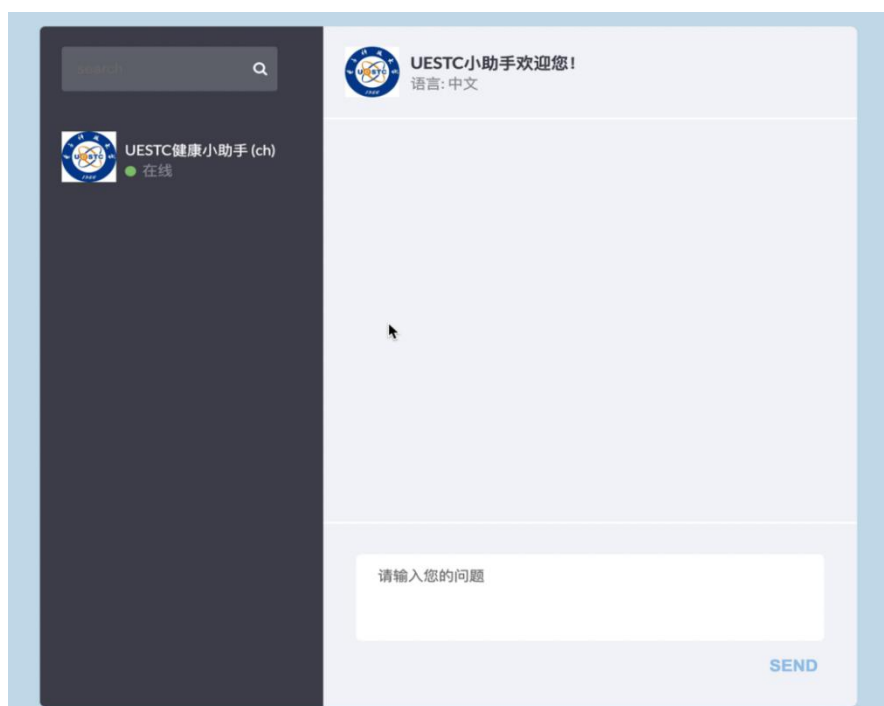 search
UESTC健康小助手 (ch)
在线
UESTC小助手欢迎您!
语言: 中文
请输入您的问题
SEND